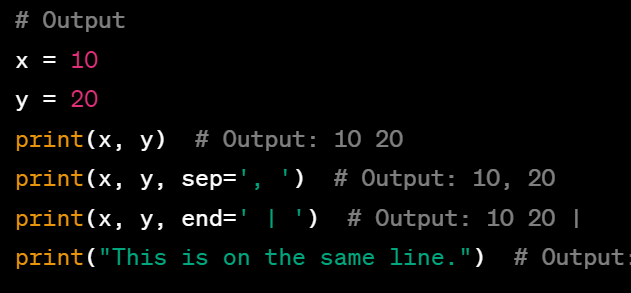 # Output
x = 10
y = 20
print(x, y)  # Output: 10 20
print(x, y, sep=', ')  # Output: 10, 20
print(x, y, end=' | ')  # Output: 10 20 |
print("This is on the same line.")  # Output: